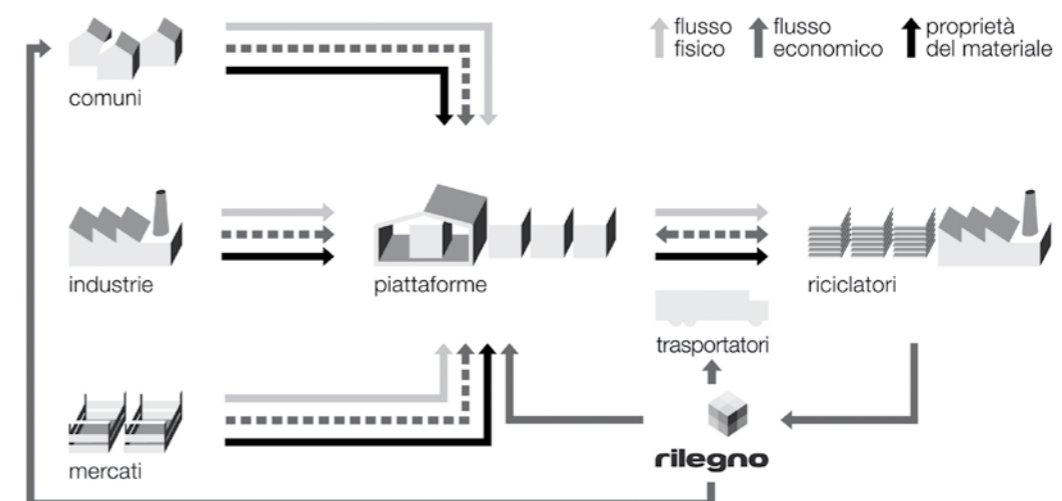 flusso
fisico
flusso
economico
proprietà
del materiale
comuni
industrie
piattaforme
riciclatori
trasportatori
mercati
rilegno